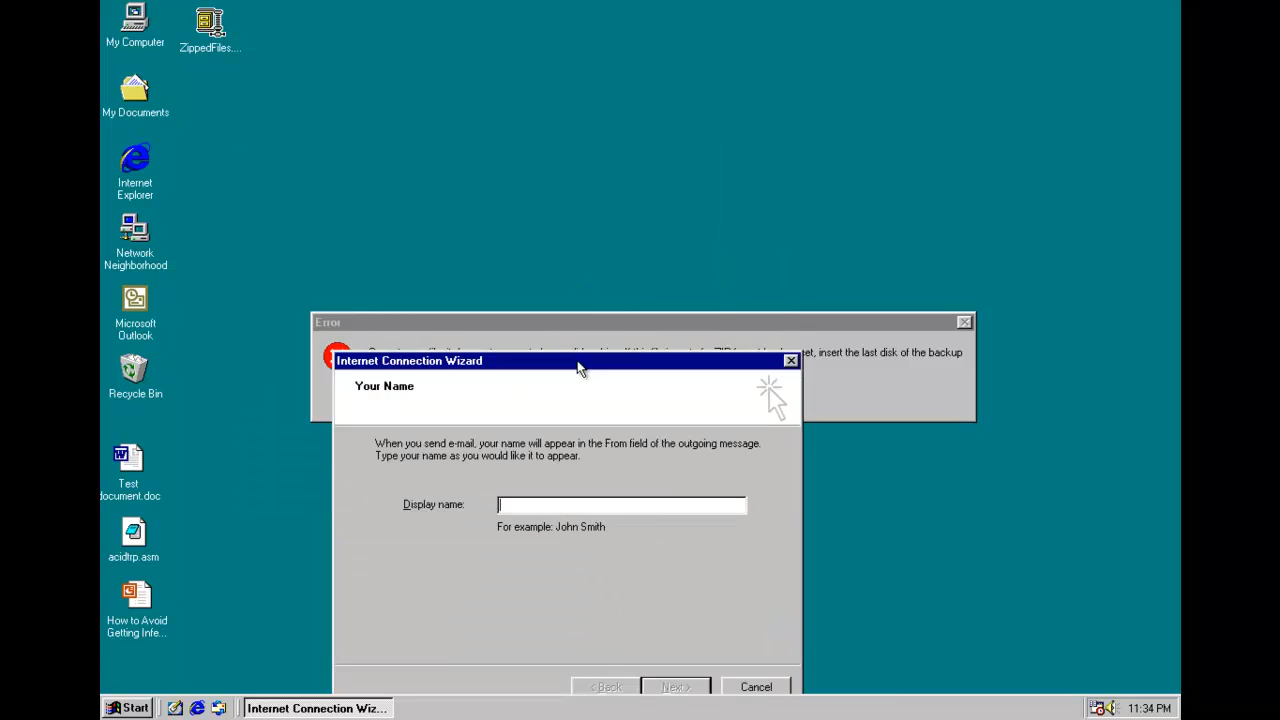 My Computer
ZippedFiles....
My Documents
Internet
Explorer
Network
Neighborhood
Microsoft
Outlook
Recycle Bin
Test
document.doc
acidtrp.asm
How to Avoid
Getting Infe...
Error
set, insert the last disk of the backup
Internet Connection Wizard
Your Name
When you send e-mail, your name will appear in the From field of the outgoing message.
Type your name as you would like it to appear.
Display name:
For example: John Smith
< Back
Next >
Cancel
Start
Internet Connection Wiz...
11:34 PM